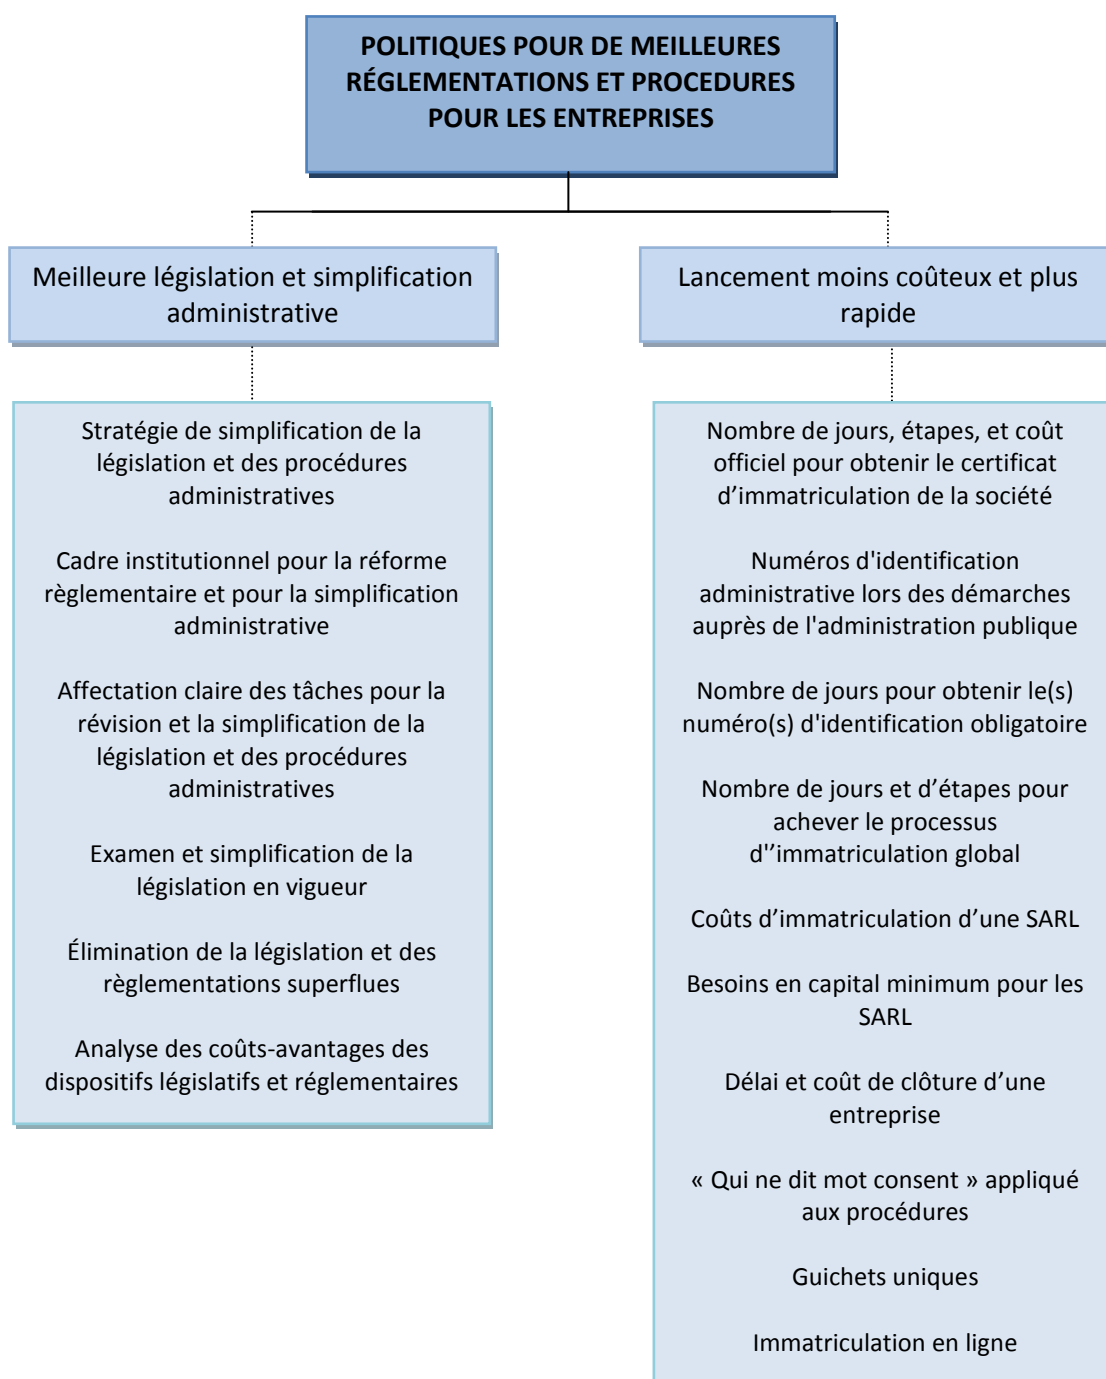 POLITIQUES POUR DE MEILLEURES
RÉGLEMENTATIONS ET PROCEDURES
POUR LES ENTREPRISES
Meilleure législation et simplification
administrative
Stratégie de simplification de la
législation et des procédures
administratives
Cadre institutionnel pour la réforme
règlementaire et pour la simplification
administrative
Affectation claire des tâches pour la
révision et la simplification de la
législation et des procédures
administratives
Examen et simplification de la
législation en vigueur
Élimination de la législation et des
règlementations superflues
Analyse des coûts-avantages des
dispositifs législatifs et réglementaires
Lancement moins coûteux et plus
rapide
Nombre de jours, étapes, et coût
officiel pour obtenir le certificat
d’immatriculation de la société
Numéros d'identification
administrative lors des démarches
auprès de l'administration publique
Nombre de jours pour obtenir le(s)
numéro(s) d'identification obligatoire
Nombre de jours et d’étapes pour
achever le processus
d'’immatriculation global
Coûts d’immatriculation d’une SARL
Besoins en capital minimum pour les
SARL
Délai et coût de clôture d’une
entreprise
« Qui ne dit mot consent » appliqué
aux procédures
Guichets uniques
Immatriculation en ligne